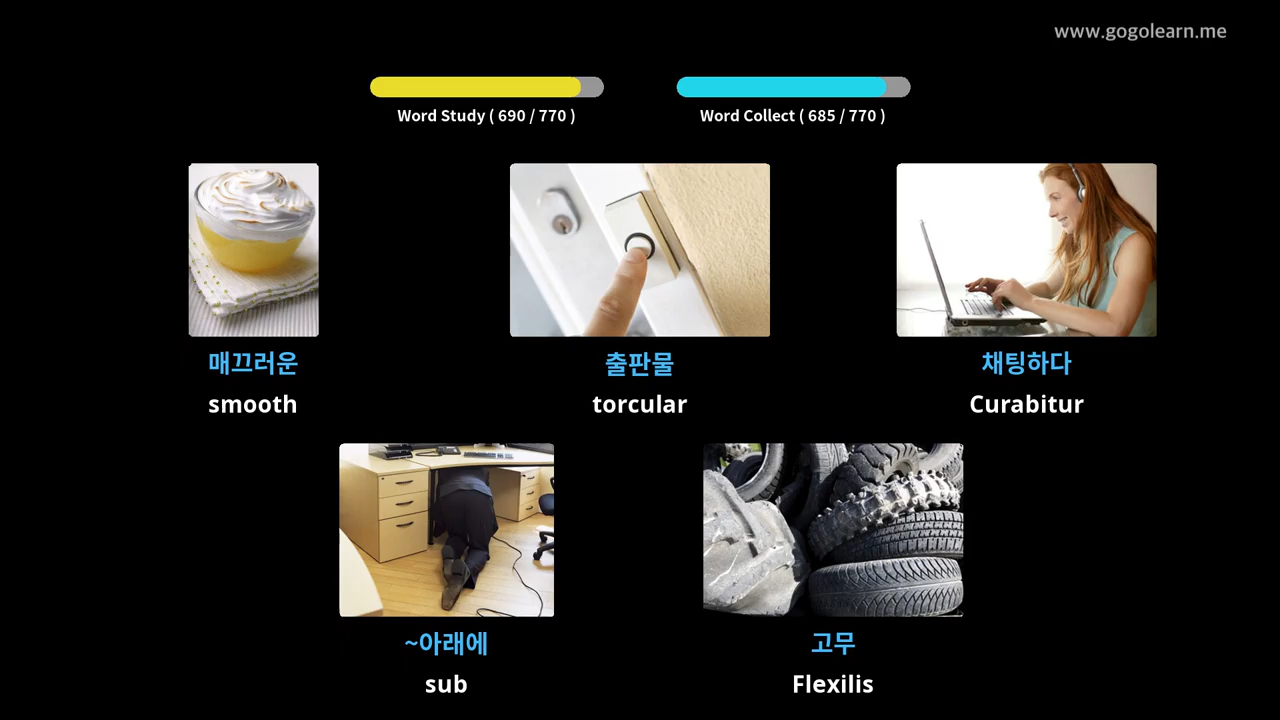 www.gogolearn.me
Word Study ( 690 / 770 )
Word Collect ( 685 / 770 )
매끄러운
smooth
출판물
torcular
채팅하다
Curabitur
~아래에
sub
고무
Flexilis